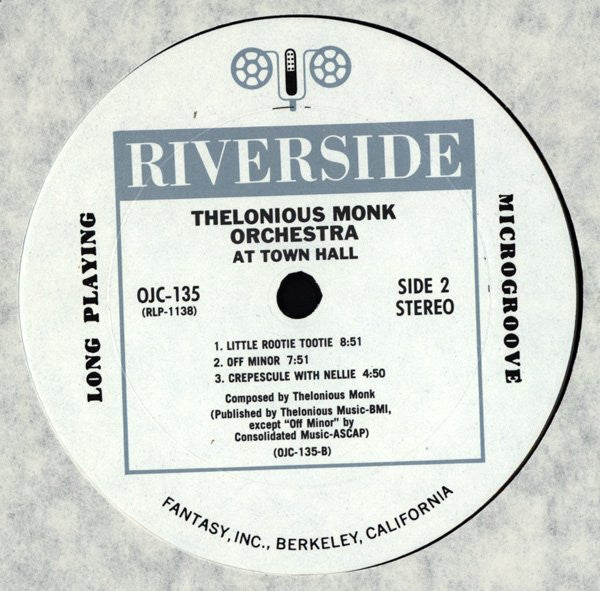 RIVERSIDE
THELONIOUS MONK
ORCHESTRA
AT TOWN HALL
LONG PLAYING
MICROGROOVE
OJC-135
(RLP-1138)
SIDE 2
STEREO
1. LITTLE ROOTIE TOOTIE 8:51
2. OFF MINOR 7:51
3. CREPESCULE WITH NELLIE 4:50
Composed by Thelonious Monk
(Published by Thelonious Music-BMI,
except "Off Minor" by
Consolidated Music-ASCAP)
(OJC-135-B)
FANTASY, INC., BERKELEY, CALIFORNIA